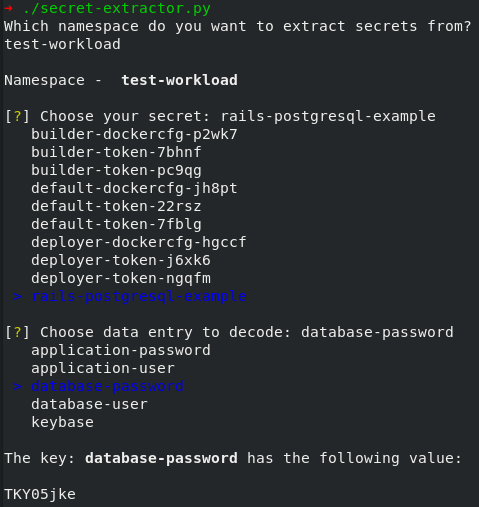 → ./secret-extractor.py
Which namespace do you want to extract secrets from?
test-workload
Namespace -  test-workload
[?] Choose your secret: rails-postgresql-example
builder-dockercfg-p2wk7
builder-token-7bhnf
builder-token-pc9qg
default-dockercfg-jh8pt
default-token-22rsz
default-token-7fblg
deployer-dockercfg-hgccf
deployer-token-j6xk6
deployer-token-ngqfm
> rails-postgresql-example
[?] Choose data entry to decode: database-password
application-password
application-user
> database-password
database-user
keybase
The key: database-password has the following value:
TKY05jke